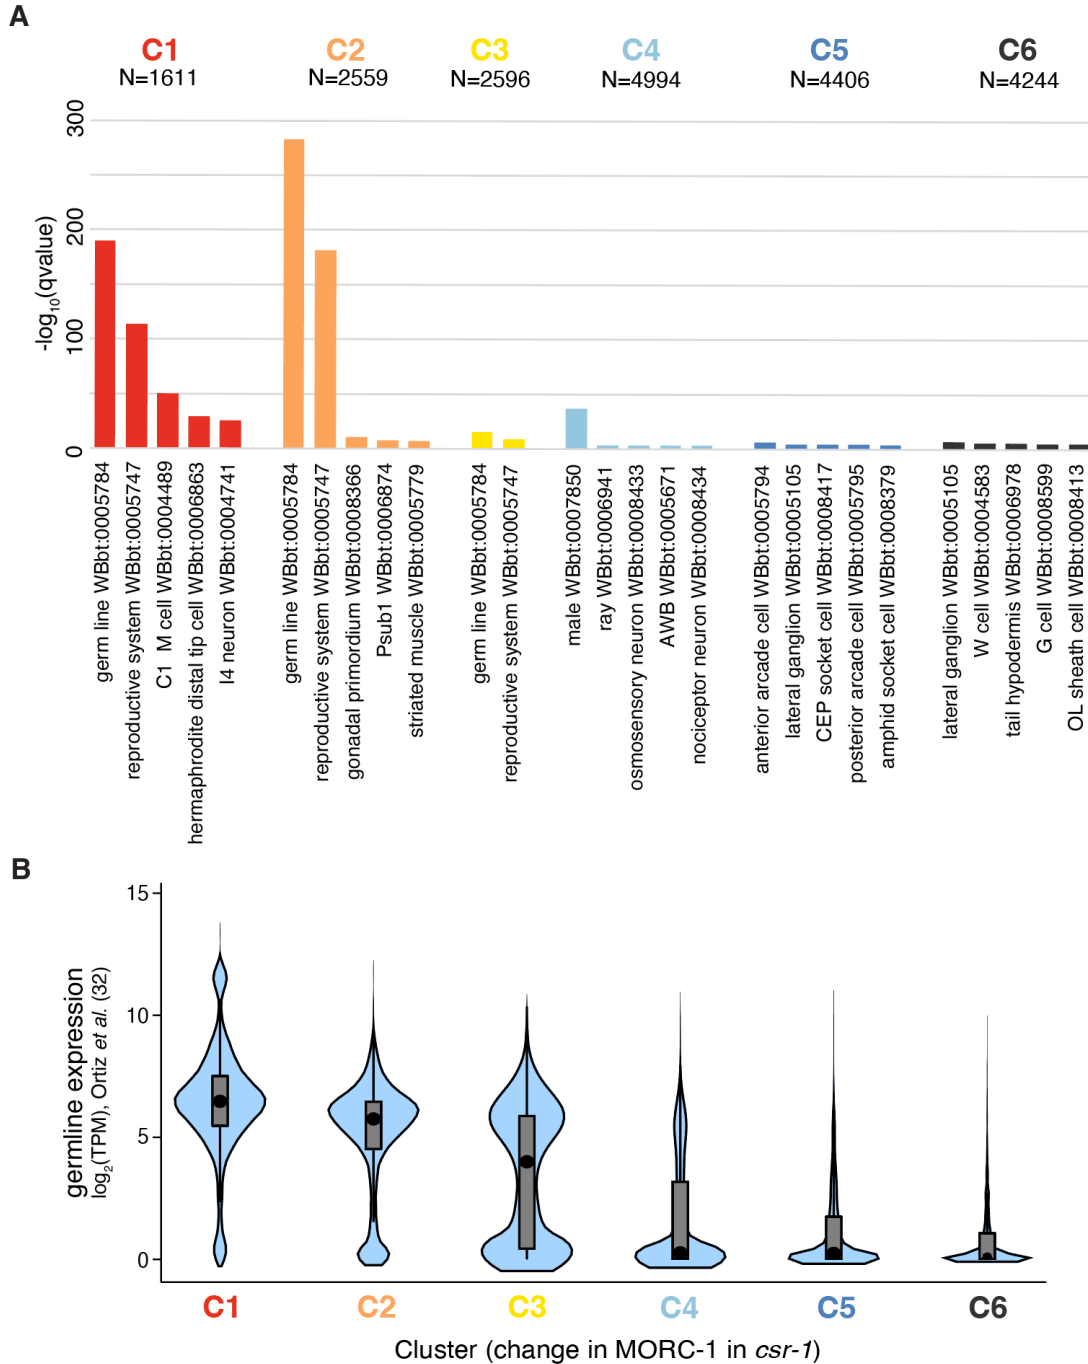 A
C1 C2 C3 C4 C5 C6
N=1611 N=2559 N=2596 N=4994 N=4406 N=4244
-log10(qvalue)
300
200
100
0
germ line WBbt:0005784
reproductive system WBbt:0005747
C1 M cell WBbt:0004489
hermaphrodite distal tip cell WBbt:0006863
I4 neuron WBbt:0004741
germ line WBbt:0005784
reproductive system WBbt:0005747
gonadal primordium WBbt:0008366
Psub1 WBbt:0006874
striated muscle WBbt:0005779
germ line WBbt:0005784
reproductive system WBbt:0005747
male WBbt:0007850
ray WBbt:0006941
osmosensory neuron WBbt:0008433
AWB WBbt:0005671
nociceptor neuron WBbt:0008434
anterior arcade cell WBbt:0005794
lateral ganglion WBbt:0005105
CEP socket cell WBbt:0008417
posterior arcade cell WBbt:0005795
amphid socket cell WBbt:0008379
lateral ganglion WBbt:0005105
W cell WBbt:0004583
tail hypodermis WBbt:0006978
G cell WBbt:0008599
OL sheath cell WBbt:0008413
B
germline expression
log2(TPM), Ortiz et al. (32)
15
10
5
0
C1 C2 C3 C4 C5 C6
Cluster (change in MORC-1 in csr-1)